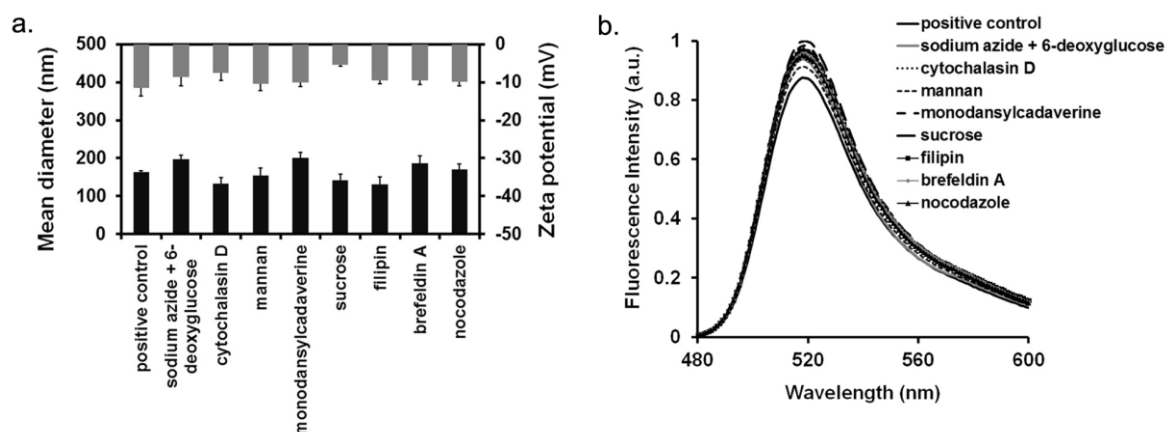 a.
Mean diameter (nm)
500
400
300
200
100
0
0
-10
-20
-30
-40
-50
Zeta potential (mV)
positive control
sodium azide + 6-
deoxyglucose
cytochalasin D
mannan
monodansylcadaverine
sucrose
filipin
brefeldin A
nocodazole
b.
Fluorescence Intensity (a.u.)
1
0.8
0.6
0.4
0.2
0
480
520
560
600
Wavelength (nm)
positive control
sodium azide + 6-deoxyglucose
cytochalasin D
mannan
monodansylcadaverine
sucrose
filipin
brefeldin A
nocodazole